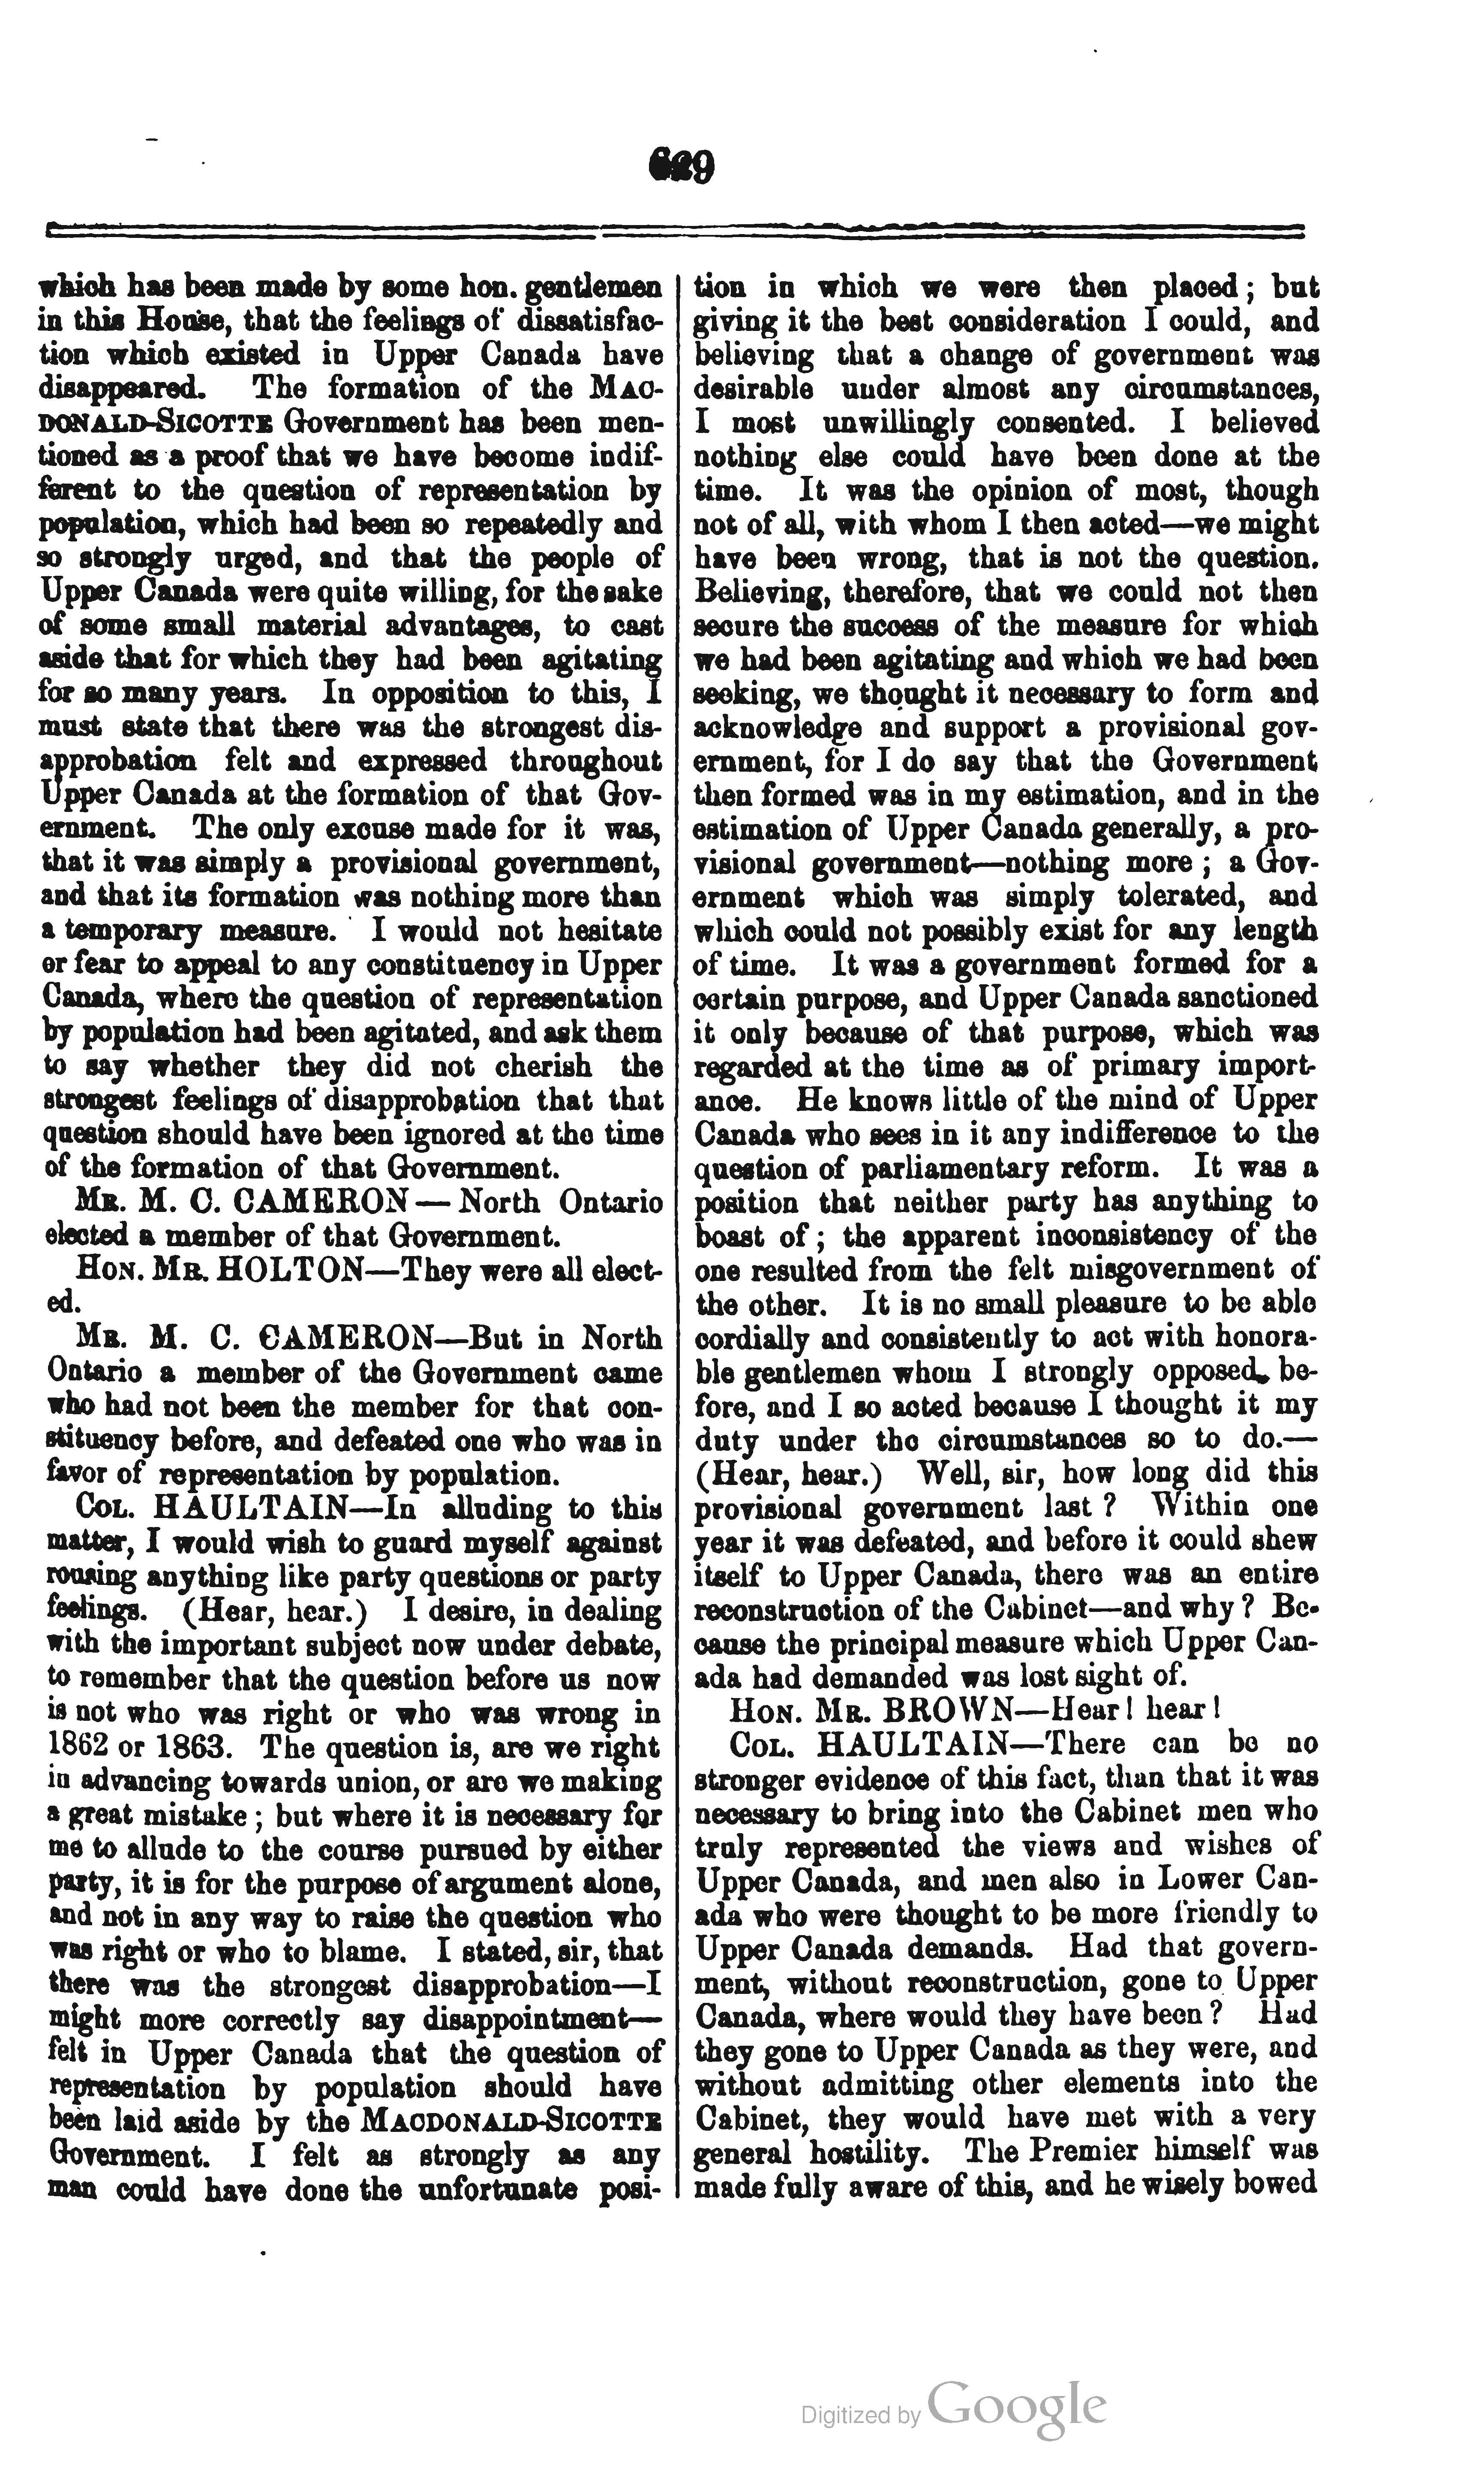 629
which has been made by some hon. gentlemen
in this House, that the feelings of dissatisfac-
tion which existed in Upper Canada have
disappeared. The formation of the MAC-
DONALD-SICOTTE Government has been men-
tioned as a proof that we have become indif-
ferent to the question of representation by
population, which had been so repeatedly and
so strongly urged, and that the people of
Upper Canada were quite willing, for the sake
of some small material advantages, to cast
aside that for which they had been agitating
for so many years. In opposition to this, I
must state that there was the strongest dis-
approbation felt and expressed throughout
Upper Canada at the formation of that Gov-
ernment. The only excuse made for it was,
that it was simply a provisional government,
and that its formation was nothing more than
a temporary measure. I would not hesitate
or fear to appeal to any constituency in Upper
Canada, where the question of representation
by population had been agitated, and ask them
to say whether they did not cherish the
strongest feelings of disapprobation that that
question should have been ignored at the time
of the formation of that Government.
MR. M. C. CAMERON—North Ontario
elected a member of that Government.
HON. MR. HOLTON—They were all elect-
ed.
MR. M. C. CAMERON—But in North
Ontario a member of the Government came
who had not been the member for that con-
stituency before, and defeated one who was in
favor of representation by population.
COL. HAULTAIN—In alluding to this
matter, I would wish to guard myself against
rousing anything like party questions or party
feelings. (Hear, hear.) I desire, in dealing
with the important subject now under debate,
to remember that the question before us now
is not who was right or who was wrong in
1862 or 1863. The question is, are we right
in advancing towards union, or are we making
a great mistake; but where it is necessary for
me to allude to the course pursued by either
party, it is for the purpose of argument alone,
and not in any way to raise the question who
was right or who to blame. I stated, sir, that
there was the strongest disapprobation—I
might more correctly say disappointment—
felt in Upper Canada that the question of
representation by population should have
been laid aside by the MACDONALD-SICOTTE
Government. I felt as strongly as any
man could have done the unfortunate posi-
tion in which we were then placed; but
giving it the best consideration I could, and
believing that a change of government was
desirable under almost any circumstances,
I most unwillingly consented. I believed
nothing else could have been done at the
time. It was the opinion of most, though
not of all, with whom I then acted—we might
have been wrong, that is not the question.
Believing, therefore, that we could not then
secure the success of the measure for which
we had been agitating and which we had been
seeking, we thought it necessary to form and
acknowledge and support a provisional gov-
ernment, for I do say that the Government
then formed was in my estimation, and in the
estimation of Upper Canada generally, a pro-
visional government—nothing more; a Gov-
ernment which was simply tolerated, and
which could not possibly exist for any length
of time. It was a government formed for a
certain purpose, and Upper Canada sanctioned
it only because of that purpose, which was
regarded at the time as of primary import-
ance. He knows little of the mind of Upper
Canada who sees in it any indifference to the
question of parliamentary reform. It was a
position that neither party has anything to
boast of; the apparent inconsistency of the
one resulted from the felt misgovernment of
the other. It is no small pleasure to be able
cordially and consistently to act with honora-
ble gentlemen whom I strongly opposed be-
fore, and I so acted because I thought it my
duty under the circumstances so to do.—
(Hear, hear.) Well, sir, how long did this
provisional government last? Within one
year it was defeated, and before it could shew
itself to Upper Canada, there was an entire
reconstruction of the Cabinet—and why? Be-
cause the principal measure which Upper Can-
ada had demanded was lost sight of.
HON. MR. BROWN—Hear! hear!
COL. HAULTAIN—There can be no
stronger evidence of this fact, than that it was
necessary to bring into the Cabinet men who
truly represented the views and wishes of
Upper Canada, and men also in Lower Can-
ada who were thought to be more friendly to
Upper Canada demands. Had that govern-
ment, without reconstruction, gone to Upper
Canada, where would they have been? Had
they gone to Upper Canada as they were, and
without admitting other elements into the
Cabinet, they would have met with a very
general hostility. The Premier himself was
made fully aware of this, and he wisely bowed
Digitized by Google